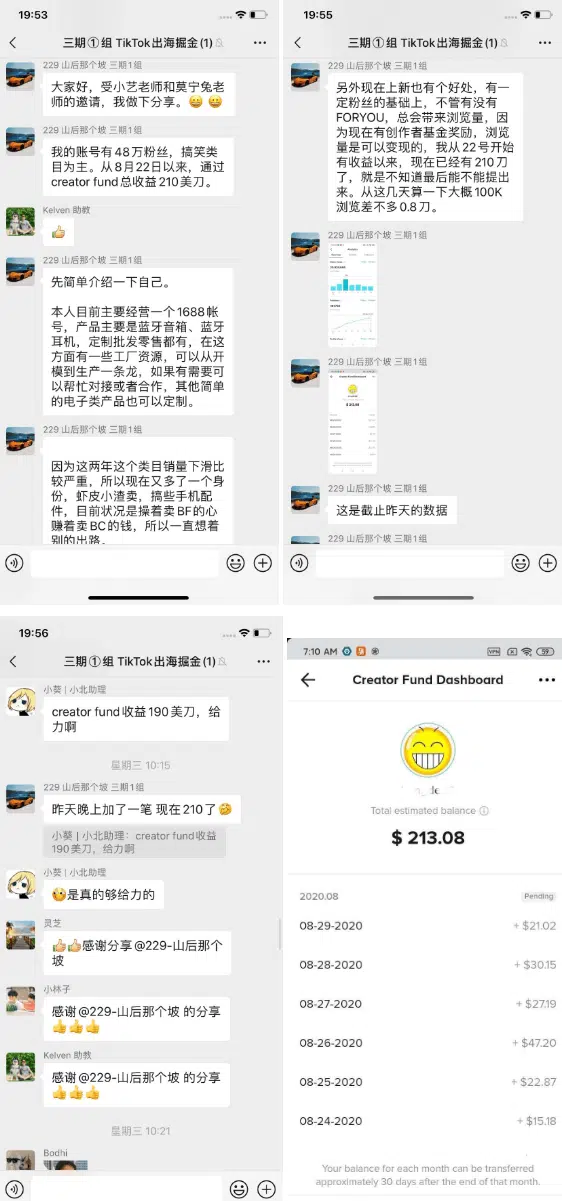 19:53
三期①组 TikTok出海掘金(1)
229 山后那个坡 三期1组
大家好，受小艺老师和莫宁兔老
师的邀请，我做下分享。😄 😄
229 山后那个坡 三期1组
我的账号有48万粉丝，搞笑类
目为主。从8月22日以来，通过
creator fund总收益210美刀。
Kelven 助教
👍
229 山后那个坡 三期1组
先简单介绍一下自己。
本人目前主要经营一个1688帐
号，产品主要是蓝牙音箱、蓝牙
耳机，定制批发零售都有，在这
方面有一些工厂资源，可以从开
模到生产一条龙，如果有需要可
以帮忙对接或者合作，其他简单
的电子类产品也可以定制。
229 山后那个坡 三期1组
因为这两年这个类目销量下滑比
较严重，所以现在又多了一个身
份，虾皮小渣卖，搞些手机配
件，目前状况是操着卖BF的心
赚着卖BC的钱，所以一直想着
别的出路。
19:55
三期①组 TikTok出海掘金(1)
229 山后那个坡 三期1组
另外现在上新也有个好处，有一
定粉丝的基础上，不管有没有
FORYOU，总会带来浏览量，因
为现在有创作者基金奖励，浏览
量是可以变现的，我从22号开始
有收益以来，现在已经有210刀
了，就是不知道最后能不能提出
来。从这几天算一下大概100K
浏览差不多0.8刀。
229 山后那个坡 三期1组
229 山后那个坡 三期1组
Creator Fund Dashboard
229 山后那个坡 三期1组
这是截止昨天的数据
229 山后那个坡 三期1组
19:56
三期①组 TikTok出海掘金(1)
小葵 | 小北助理
creator fund收益190美刀，给
力啊
星期三 10:15
229 山后那个坡 三期1组
昨天晚上加了一笔 现在210了🤣
小葵 | 小北助理：creator fund收益
190美刀，给力啊
小葵 | 小北助理
是真的够给力的
灵芝
👍👍感谢分享 @229-山后那个
坡
小林子
感谢 @229-山后那个坡 的分享
👍👍👍
Kelven 助教
感谢 @229-山后那个坡 的分享
👍👍👍
星期三 10:21
Bodhi
7:10 AM
VPN
59
Creator Fund Dashboard
Total estimated balance
$ 213.08
2020.08 Pending
08-29-2020 + $21.02
08-28-2020 + $30.15
08-27-2020 + $27.19
08-26-2020 + $47.20
08-25-2020 + $22.87
08-24-2020 + $15.18
Your balance for each month can be transferred
approximately 30 days after the end of that month.